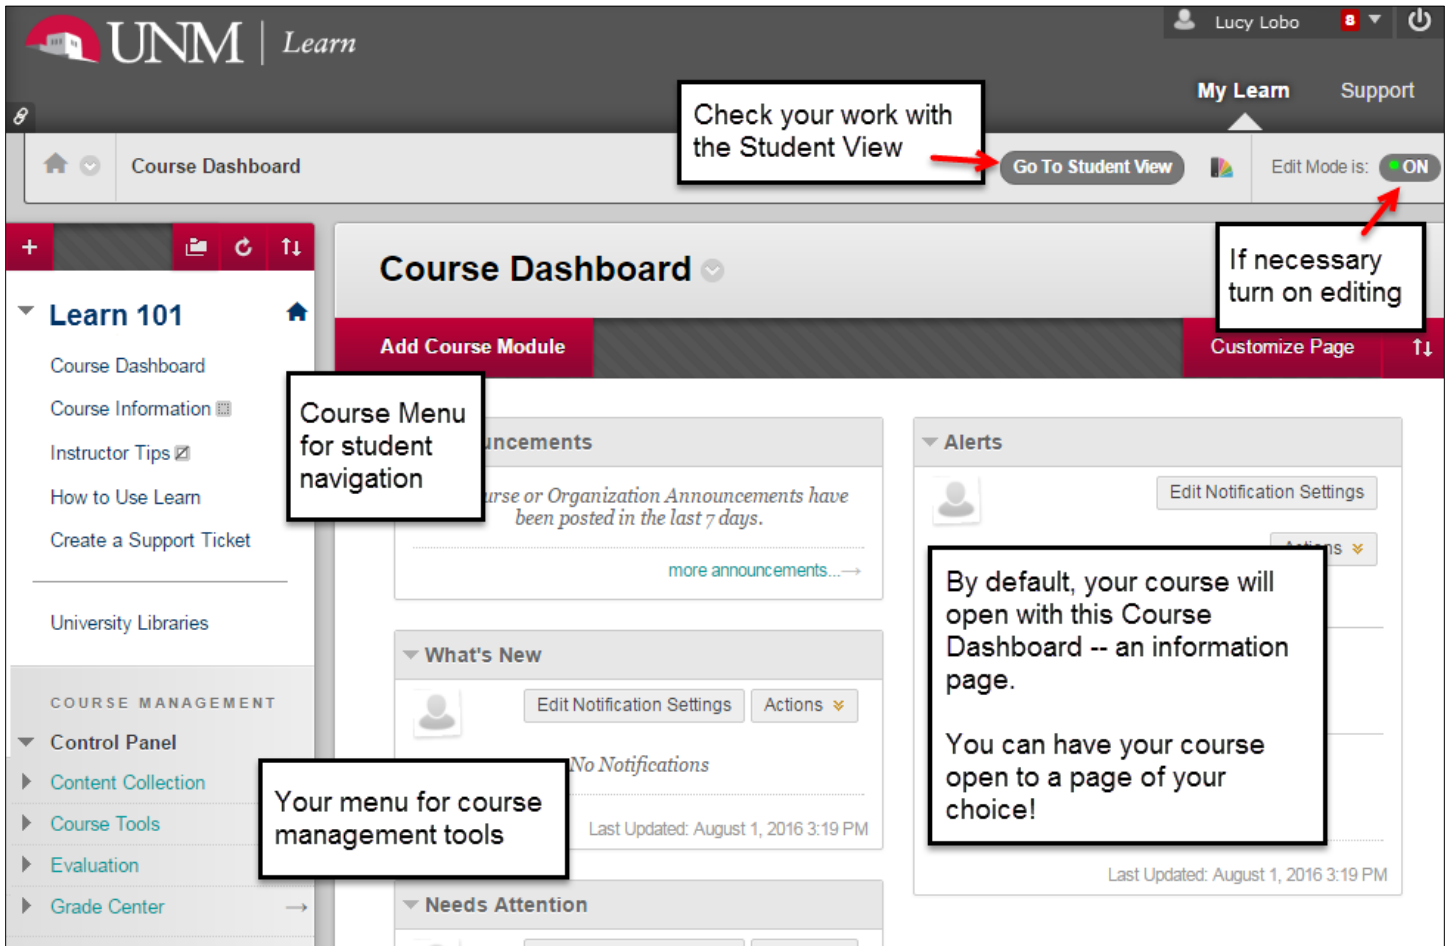 UNM | Learn
Lucy Lobo 8
My Learn Support
Check your work with
the Student View
Course Dashboard
Go To Student View
Edit Mode is: ON
If necessary
turn on editing
Course Dashboard
Add Course Module
Customize Page
Learn 101
Course Dashboard
Course Information
Instructor Tips
How to Use Learn
Create a Support Ticket
University Libraries
Course Menu
for student
navigation
uncements
urse or Organization Announcements have
been posted in the last 7 days.
more announcements...
Alerts
Edit Notification Settings
Actions
By default, your course will
open with this Course
Dashboard -- an information
page.
You can have your course
open to a page of your
choice!
Last Updated: August 1, 2016 3:19 PM
What's New
Edit Notification Settings Actions
No Notifications
Last Updated: August 1, 2016 3:19 PM
COURSE MANAGEMENT
Control Panel
Content Collection
Course Tools
Evaluation
Grade Center
Your menu for course
management tools
Needs Attention